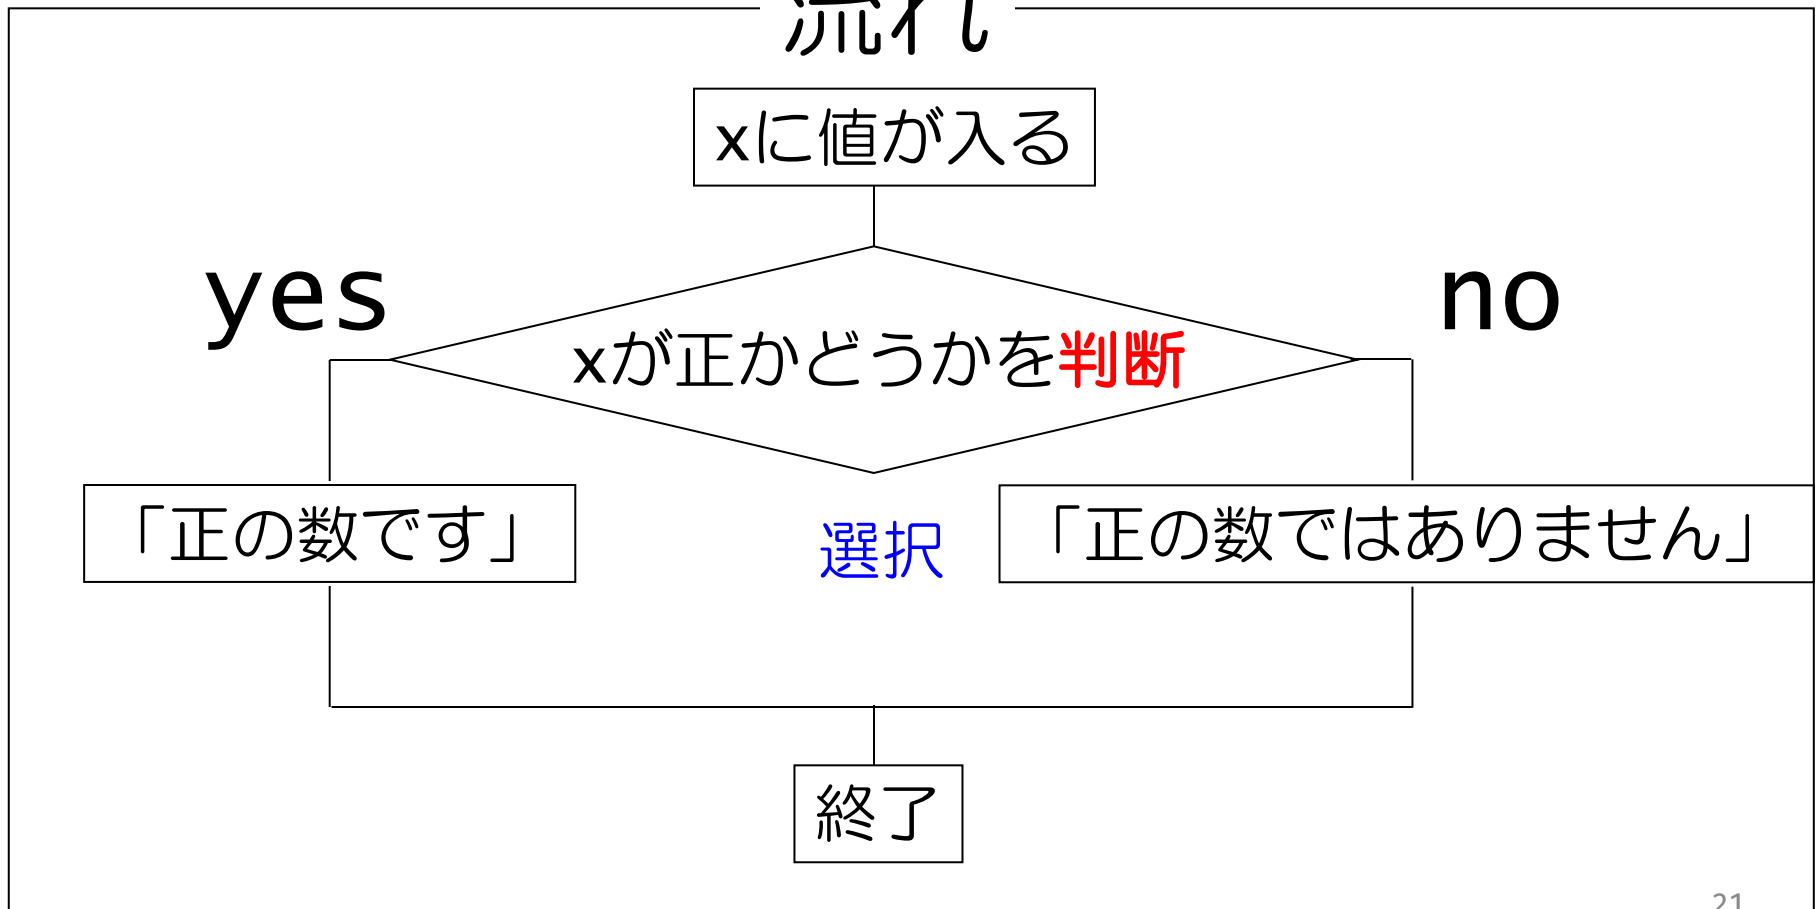 流れ
xに値が入る
yes
no
xが正かどうかを判断
「正の数です」
選択
「正の数ではありません」
終了
21